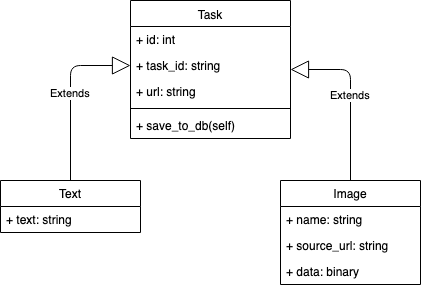 Task
+ id: int
+ task_id: string
+ url: string
+ save_to_db(self)
Extends
Extends
Text
+ text: string
Image
+ name: string
+ source_url: string
+ data: binary